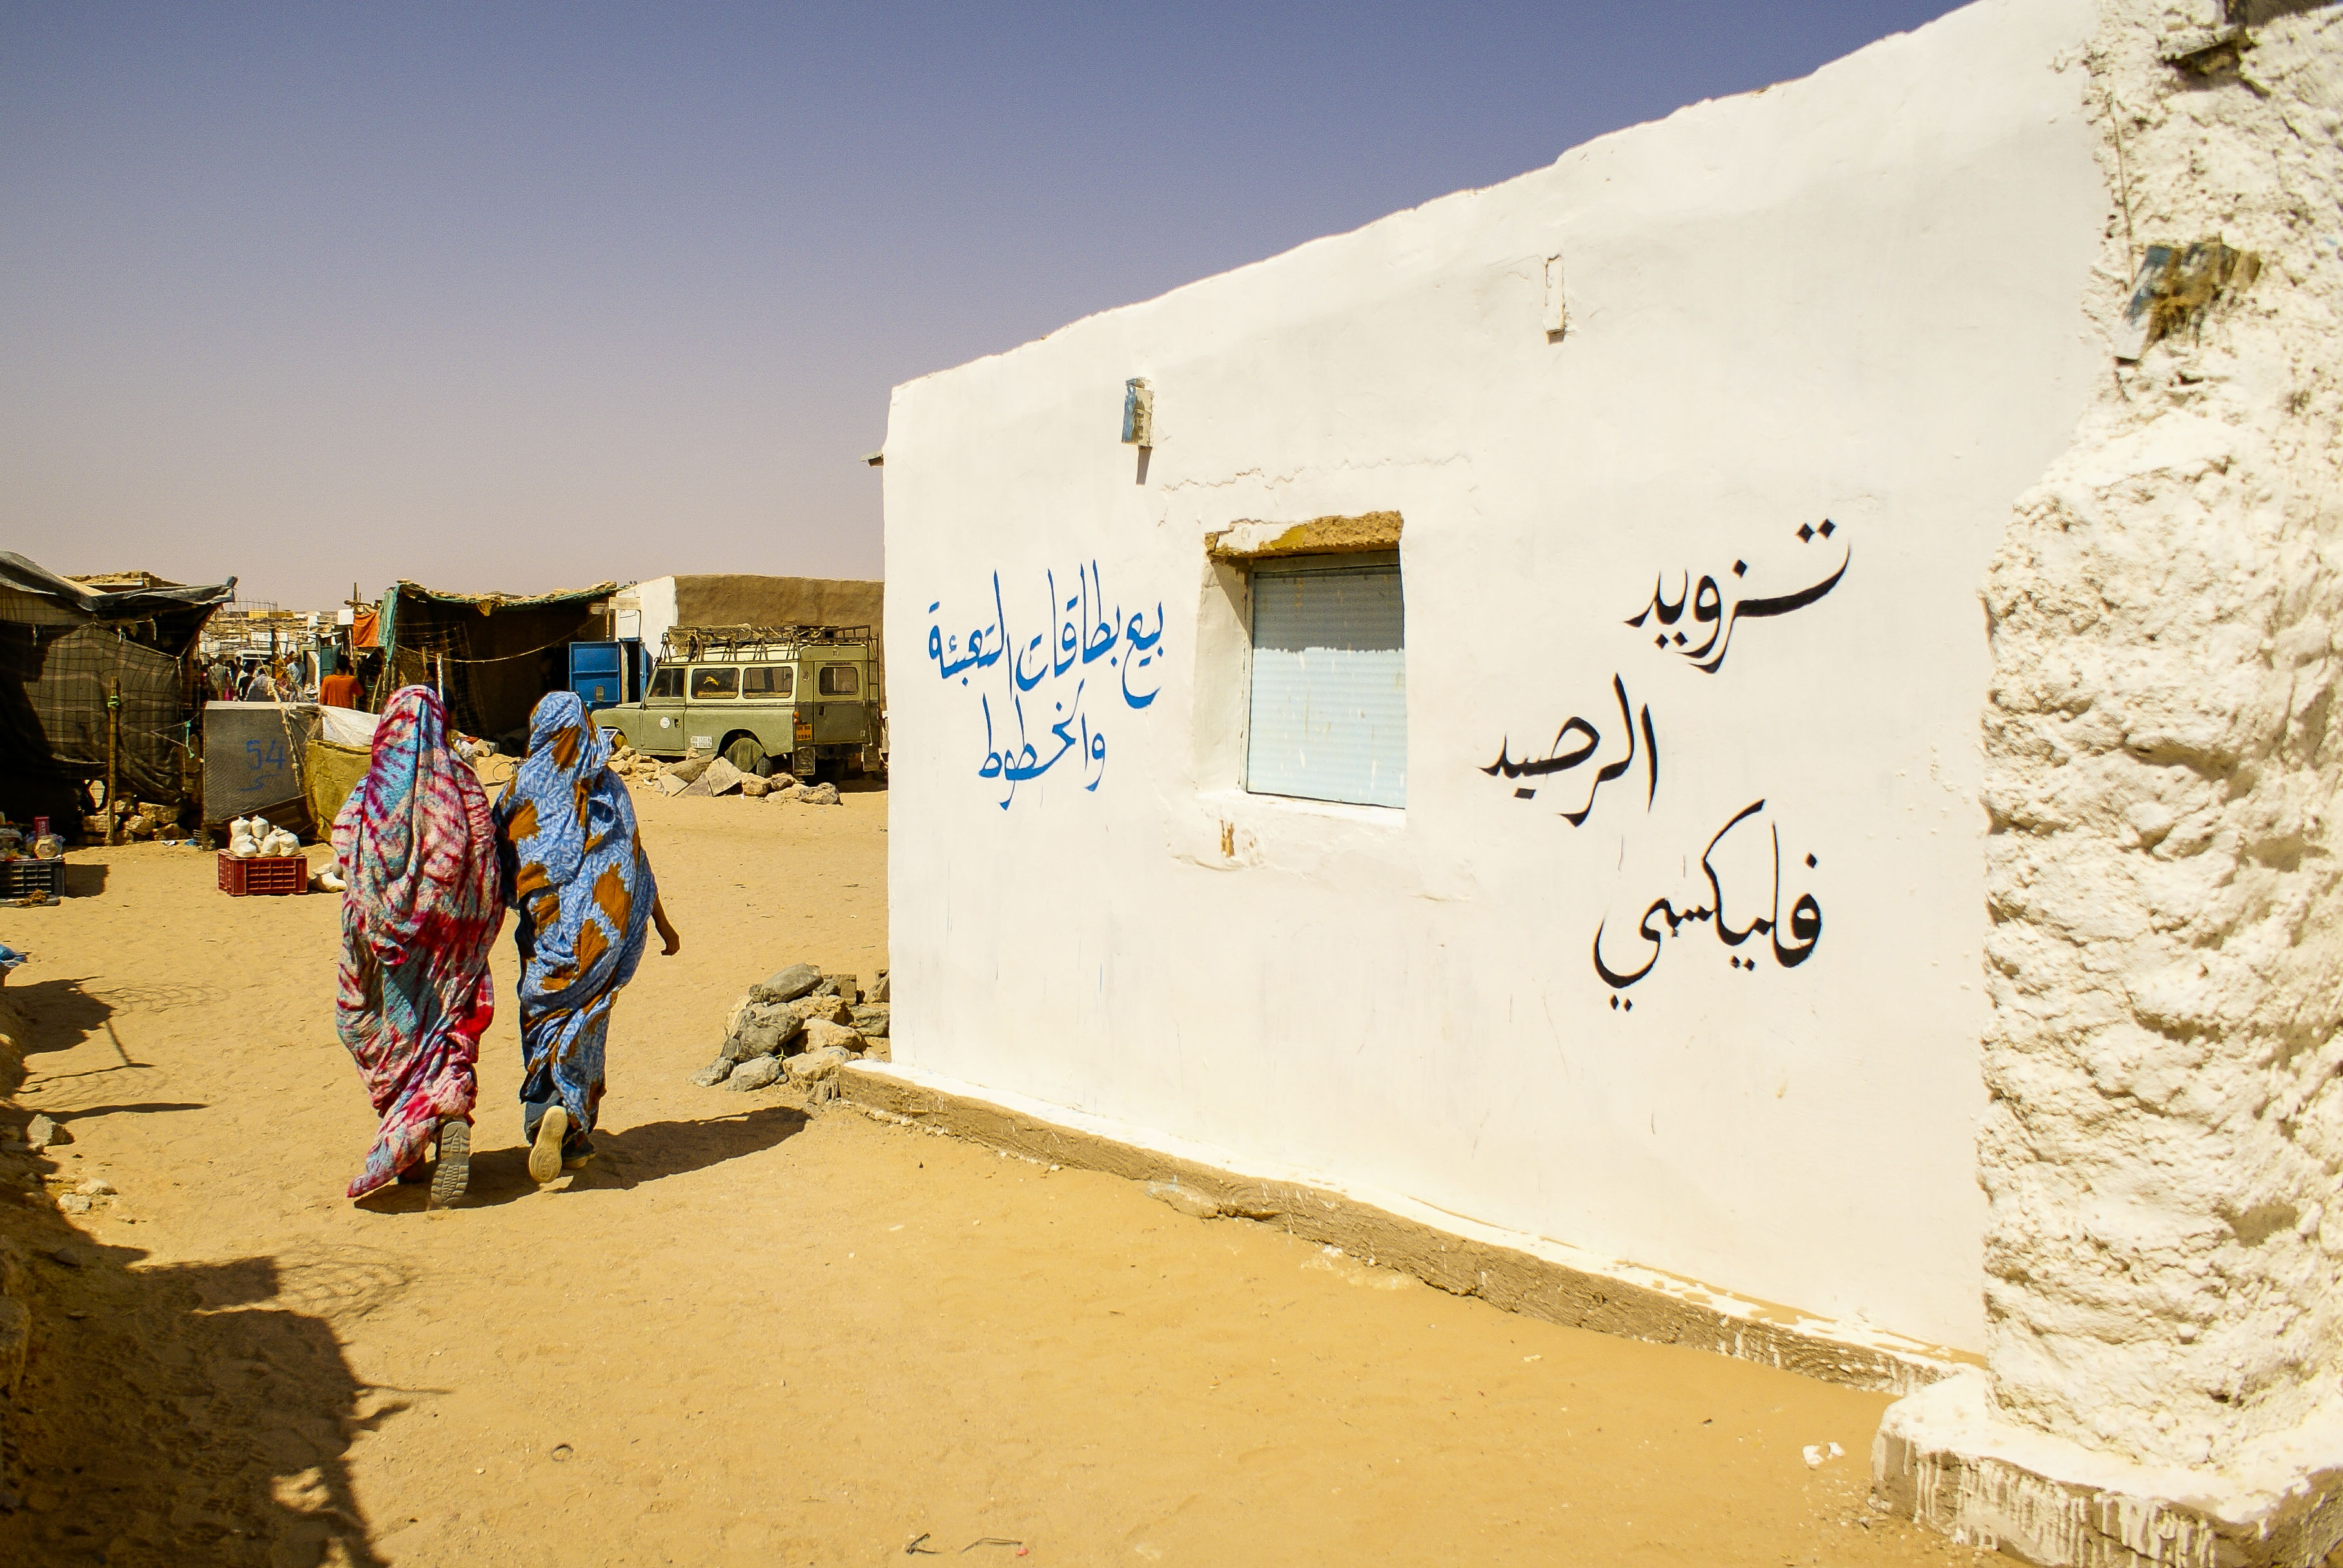 تزويد
الرصيد
فليكسي
بيع بطاقات التعبئة
والخطوط
54